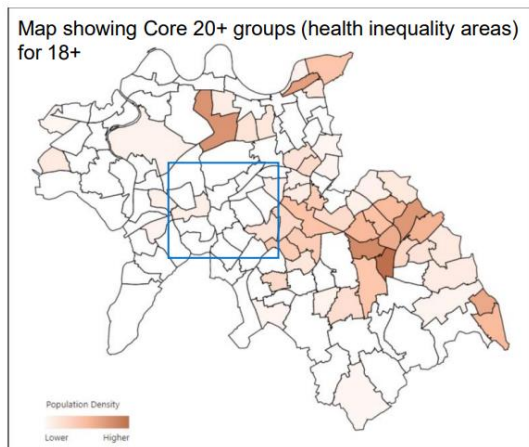 Map showing Core 20+ groups (health inequality areas)
for 18+
Population Density
Lower Higher